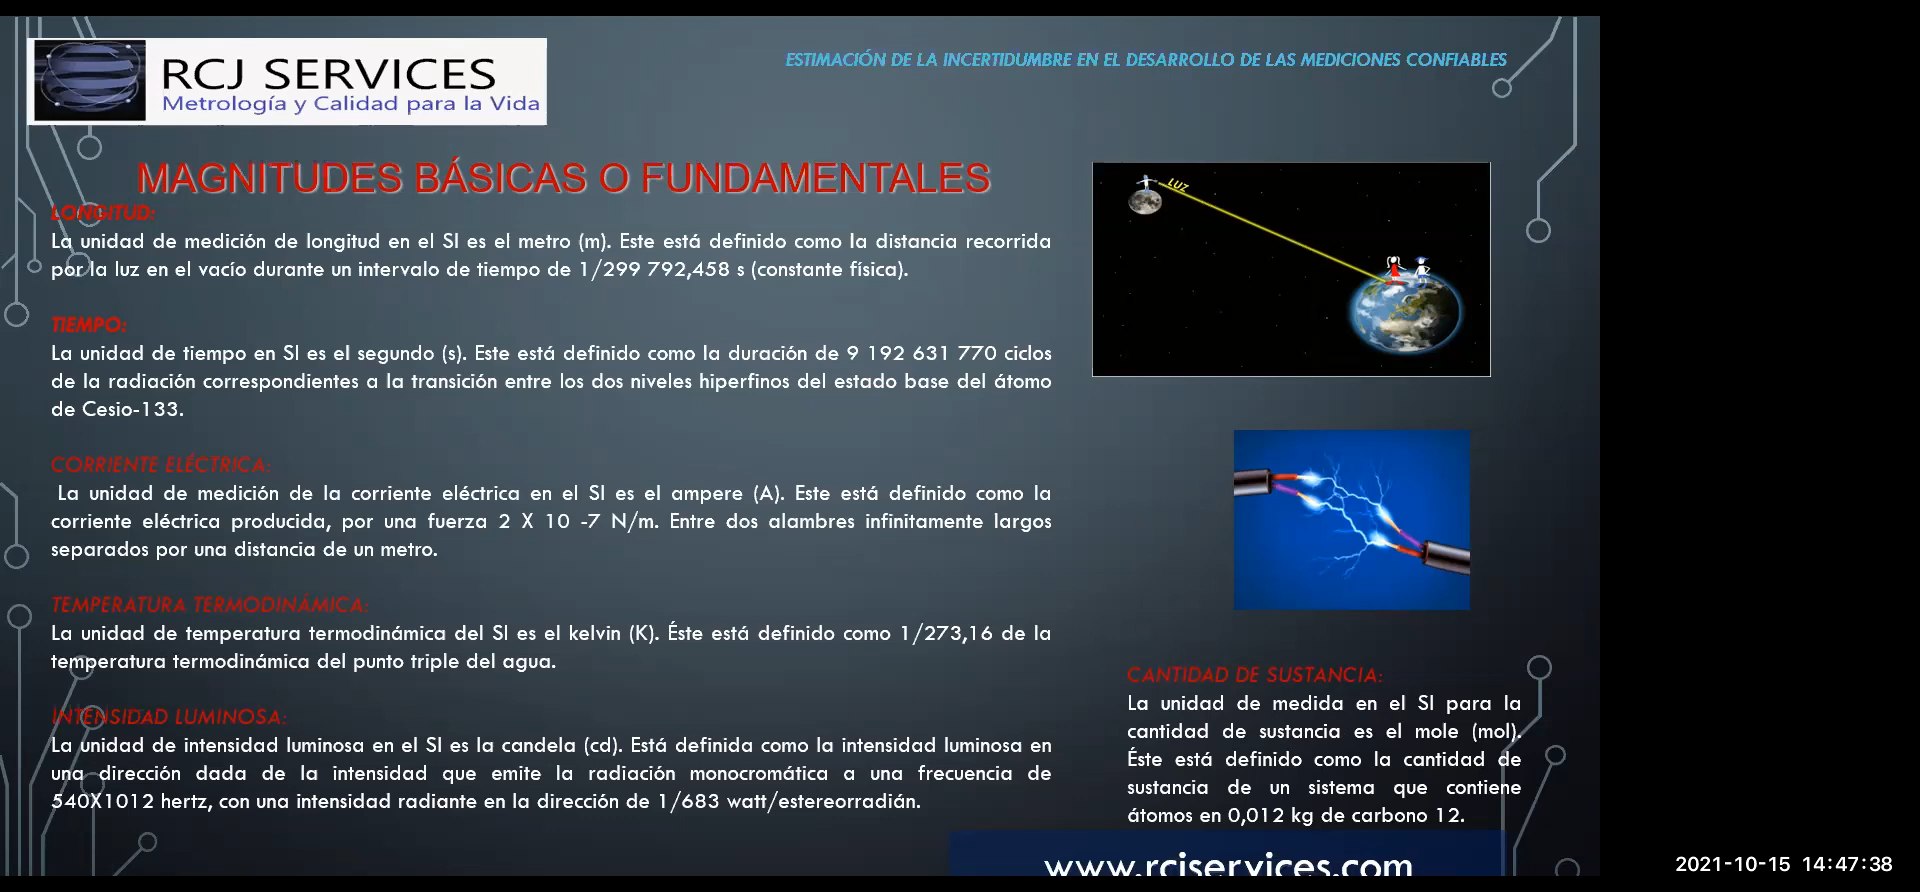 RCJ SERVICES
Metrología y Calidad para la Vida
ESTIMACIÓN DE LA INCERTIDUMBRE EN EL DESARROLLO DE LAS MEDICIONES CONFIABLES
MAGNITUDES BÁSICAS O FUNDAMENTALES
LONGITUD:
La unidad de medición de longitud en el SI es el metro (m). Este está definido como la distancia recorrida
por la luz en el vacío durante un intervalo de tiempo de 1/299 792,458 s (constante física).
TIEMPO:
La unidad de tiempo en SI es el segundo (s). Este está definido como la duración de 9 192 631 770 ciclos
de la radiación correspondientes a la transición entre los dos niveles hiperfinos del estado base del átomo
de Cesio-133.
CORRIENTE ELÉCTRICA:
La unidad de medición de la corriente eléctrica en el SI es el ampere (A). Este está definido como la
corriente eléctrica producida, por una fuerza 2 X 10 -7 N/m. Entre dos alambres infinitamente largos
separados por una distancia de un metro.
TEMPERATURA TERMODINÁMICA:
La unidad de temperatura termodinámica del SI es el kelvin (K). Éste está definido como 1/273,16 de la
temperatura termodinámica del punto triple del agua.
INTENSIDAD LUMINOSA:
La unidad de intensidad luminosa en el SI es la candela (cd). Está definida como la intensidad luminosa en
una dirección dada de la intensidad que emite la radiación monocromática a una frecuencia de
540X1012 hertz, con una intensidad radiante en la dirección de 1/683 watt/estereorradián.
LUZ
CANTIDAD DE SUSTANCIA:
La unidad de medida en el SI para la
cantidad de sustancia es el mole (mol).
Éste está definido como la cantidad de
sustancia de un sistema que contiene
átomos en 0,012 kg de carbono 12.
www.rcjservices.com
2021-10-15 14:47:38